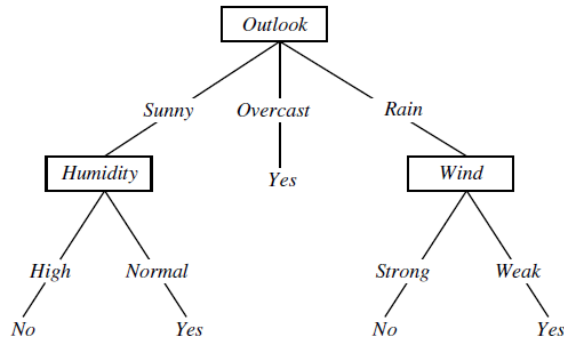 Outlook
Sunny Overcast Rain
Humidity Yes Wind
High Normal Strong Weak
No Yes No Yes